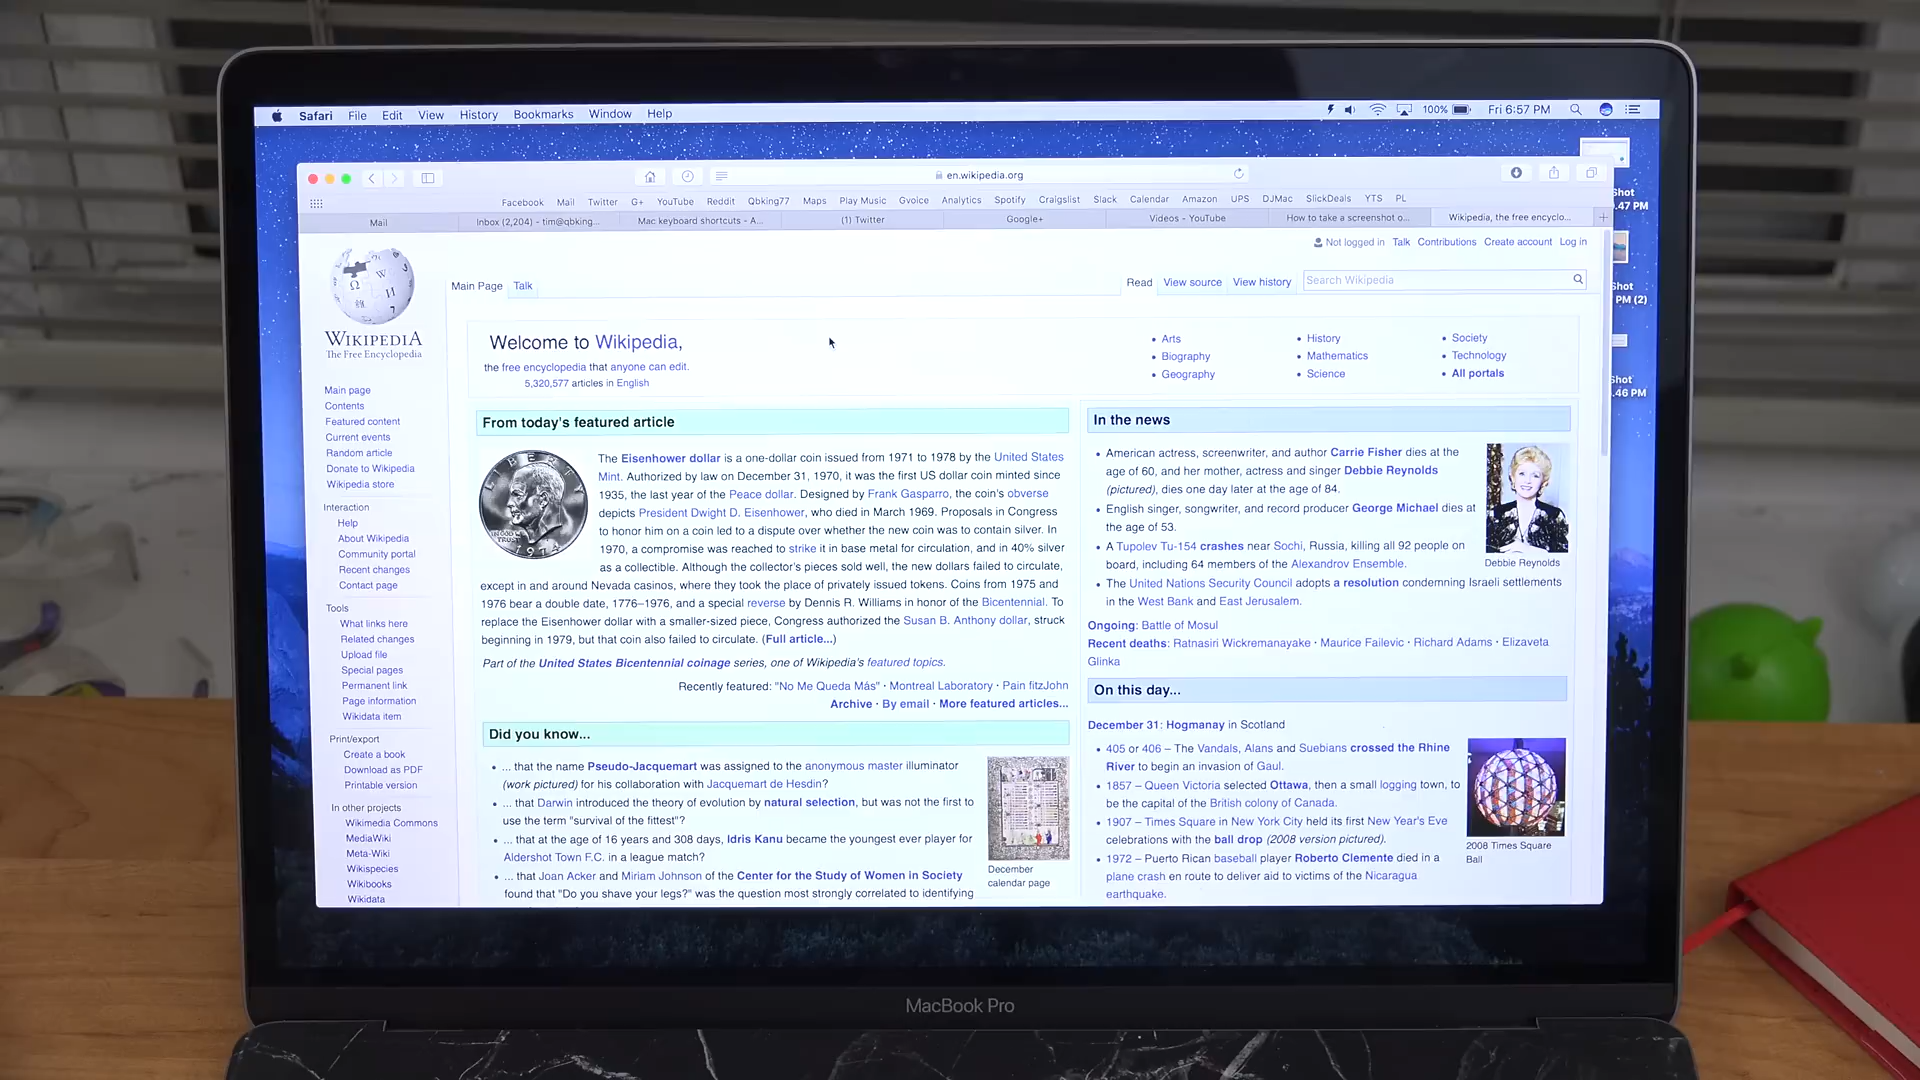 Safari File Edit View History Bookmarks Window Help
100% Fri 6:57 PM
en.wikipedia.org
Facebook Mail Twitter G+ YouTube Reddit Qbking77 Maps Play Music Gvoice Analytics Spotify Craigslist Slack Calendar Amazon UPS DJMac SlickDeals YTS PL
Mail Inbox (2,204) - tim@qbking... Mac keyboard shortcuts - A... (1) Twitter Google+ Videos - YouTube How to take a screenshot o... Wikipedia, the free encyclo...
Shot
.47 PM
Shot
PM (2)
Shot
.46 PM
Not logged in Talk Contributions Create account Log in
Main Page Talk
Read View source View history Search Wikipedia
WIKIPEDIA
The Free Encyclopedia
Main page
Contents
Featured content
Current events
Random article
Donate to Wikipedia
Wikipedia store
Interaction
Help
About Wikipedia
Community portal
Recent changes
Contact page
Tools
What links here
Related changes
Upload file
Special pages
Permanent link
Page information
Wikidata item
Print/export
Create a book
Download as PDF
Printable version
In other projects
Wikimedia Commons
MediaWiki
Meta-Wiki
Wikispecies
Wikibooks
Wikidata
Welcome to Wikipedia,
the free encyclopedia that anyone can edit.
5,320,577 articles in English
Arts
Biography
Geography
History
Mathematics
Science
Society
Technology
All portals
From today's featured article
The Eisenhower dollar is a one-dollar coin issued from 1971 to 1978 by the United States
Mint. Authorized by law on December 31, 1970, it was the first US dollar coin minted since
1935, the last year of the Peace dollar. Designed by Frank Gasparro, the coin's obverse
depicts President Dwight D. Eisenhower, who died in March 1969. Proposals in Congress
to honor him on a coin led to a dispute over whether the new coin was to contain silver. In
1970, a compromise was reached to strike it in base metal for circulation, and in 40% silver
as a collectible. Although the collector's pieces sold well, the new dollars failed to circulate,
except in and around Nevada casinos, where they took the place of privately issued tokens. Coins from 1975 and
1976 bear a double date, 1776–1976, and a special reverse by Dennis R. Williams in honor of the Bicentennial. To
replace the Eisenhower dollar with a smaller-sized piece, Congress authorized the Susan B. Anthony dollar, struck
beginning in 1979, but that coin also failed to circulate. (Full article...)
Part of the United States Bicentennial coinage series, one of Wikipedia's featured topics.
Recently featured: "No Me Queda Más" · Montreal Laboratory · Pain fitzJohn
Archive · By email · More featured articles...
LIBERTY
IN GOD WE TRUST
1974
Did you know...
... that the name Pseudo-Jacquemart was assigned to the anonymous master illuminator
(work pictured) for his collaboration with Jacquemart de Hesdin?
... that Darwin introduced the theory of evolution by natural selection, but was not the first to
use the term "survival of the fittest"?
... that at the age of 16 years and 308 days, Idris Kanu became the youngest ever player for
Aldershot Town F.C. in a league match?
... that Joan Acker and Miriam Johnson of the Center for the Study of Women in Society
found that "Do you shave your legs?" was the question most strongly correlated to identifying
December
calendar page
In the news
American actress, screenwriter, and author Carrie Fisher dies at the
age of 60, and her mother, actress and singer Debbie Reynolds
(pictured), dies one day later at the age of 84.
English singer, songwriter, and record producer George Michael dies at
the age of 53.
A Tupolev Tu-154 crashes near Sochi, Russia, killing all 92 people on
board, including 64 members of the Alexandrov Ensemble.
The United Nations Security Council adopts a resolution condemning Israeli settlements
in the West Bank and East Jerusalem.
Debbie Reynolds
Ongoing: Battle of Mosul
Recent deaths: Ratnasiri Wickremanayake · Maurice Failevic · Richard Adams · Elizaveta
Glinka
On this day...
December 31: Hogmanay in Scotland
405 or 406 – The Vandals, Alans and Suebians crossed the Rhine
River to begin an invasion of Gaul.
1857 – Queen Victoria selected Ottawa, then a small logging town, to
be the capital of the British colony of Canada.
1907 – Times Square in New York City held its first New Year's Eve
celebrations with the ball drop (2008 version pictured).
1972 – Puerto Rican baseball player Roberto Clemente died in a
plane crash en route to deliver aid to victims of the Nicaragua
earthquake.
2008 Times Square
Ball
MacBook Pro